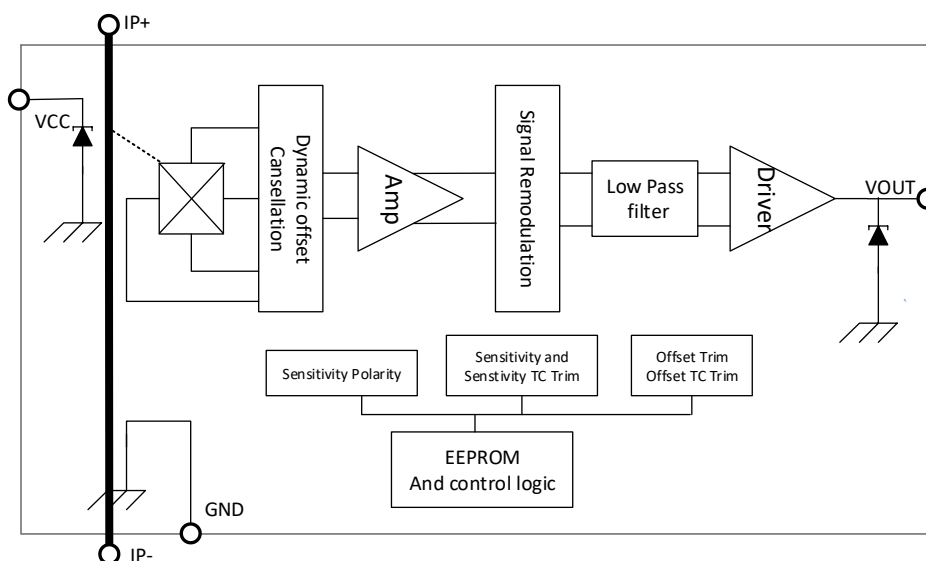 IP+
VCC
Dynamic offset
Cansellation
Amp
Signal Remodulation
Low Pass
filter
Driver
VOUT
Sensitivity Polarity
Sensitivity and
Senstivity TC Trim
Offset Trim
Offset TC Trim
EEPROM
And control logic
GND
IP-